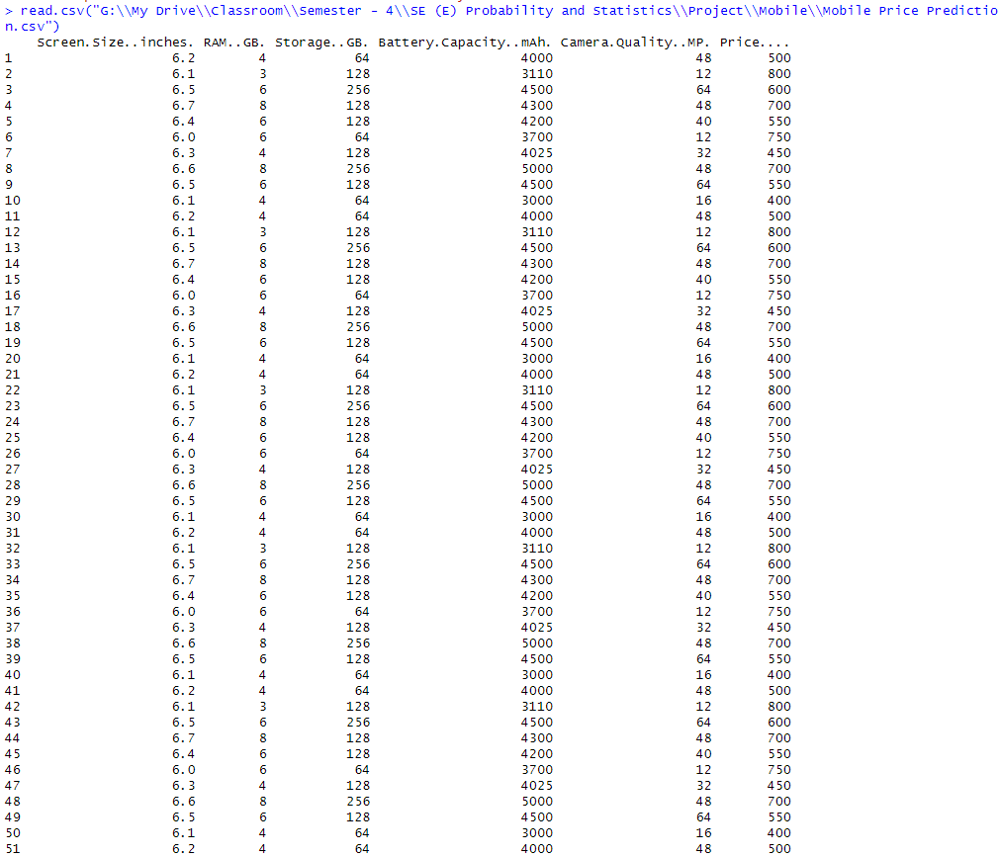 > read.csv("G:\\My Drive\\Classroom\\Semester - 4\\SE (E) Probability and Statistics\\Project\\Mobile\\Mobile Price Predictio
n.csv")
Screen.Size..inches. RAM..GB. Storage..GB. Battery.Capacity..mAh. Camera.Quality..MP. Price....
1 6.2 4 64 4000 48 500
2 6.1 3 128 3110 12 800
3 6.5 6 256 4500 64 600
4 6.7 8 128 4300 48 700
5 6.4 6 128 4200 40 550
6 6.0 6 64 3700 12 750
7 6.3 4 128 4025 32 450
8 6.6 8 256 5000 48 700
9 6.5 6 128 4500 64 550
10 6.1 4 64 3000 16 400
11 6.2 4 64 4000 48 500
12 6.1 3 128 3110 12 800
13 6.5 6 256 4500 64 600
14 6.7 8 128 4300 48 700
15 6.4 6 128 4200 40 550
16 6.0 6 64 3700 12 750
17 6.3 4 128 4025 32 450
18 6.6 8 256 5000 48 700
19 6.5 6 128 4500 64 550
20 6.1 4 64 3000 16 400
21 6.2 4 64 4000 48 500
22 6.1 3 128 3110 12 800
23 6.5 6 256 4500 64 600
24 6.7 8 128 4300 48 700
25 6.4 6 128 4200 40 550
26 6.0 6 64 3700 12 750
27 6.3 4 128 4025 32 450
28 6.6 8 256 5000 48 700
29 6.5 6 128 4500 64 550
30 6.1 4 64 3000 16 400
31 6.2 4 64 4000 48 500
32 6.1 3 128 3110 12 800
33 6.5 6 256 4500 64 600
34 6.7 8 128 4300 48 700
35 6.4 6 128 4200 40 550
36 6.0 6 64 3700 12 750
37 6.3 4 128 4025 32 450
38 6.6 8 256 5000 48 700
39 6.5 6 128 4500 64 550
40 6.1 4 64 3000 16 400
41 6.2 4 64 4000 48 500
42 6.1 3 128 3110 12 800
43 6.5 6 256 4500 64 600
44 6.7 8 128 4300 48 700
45 6.4 6 128 4200 40 550
46 6.0 6 64 3700 12 750
47 6.3 4 128 4025 32 450
48 6.6 8 256 5000 48 700
49 6.5 6 128 4500 64 550
50 6.1 4 64 3000 16 400
51 6.2 4 64 4000 48 500